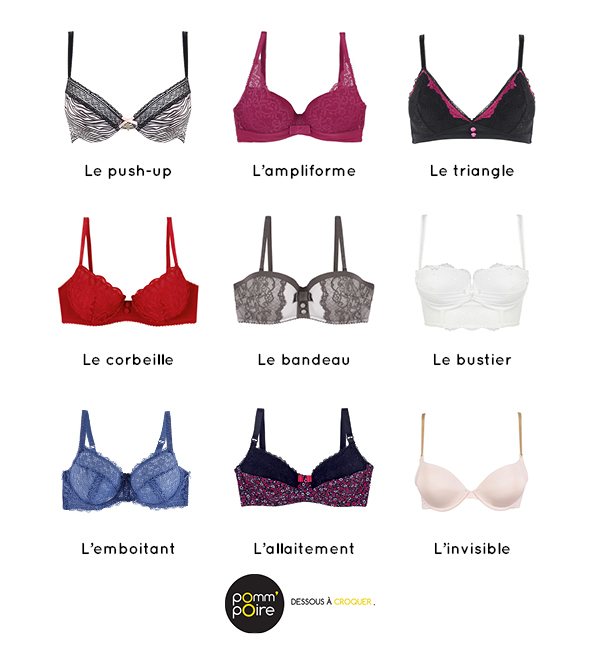 Le push-up
L'ampliforme
Le triangle
Le corbeille
Le bandeau
Le bustier
L'emboitant
L'allaitement
L'invisible
pomm'
poire
DESSOUS À CROQUER.